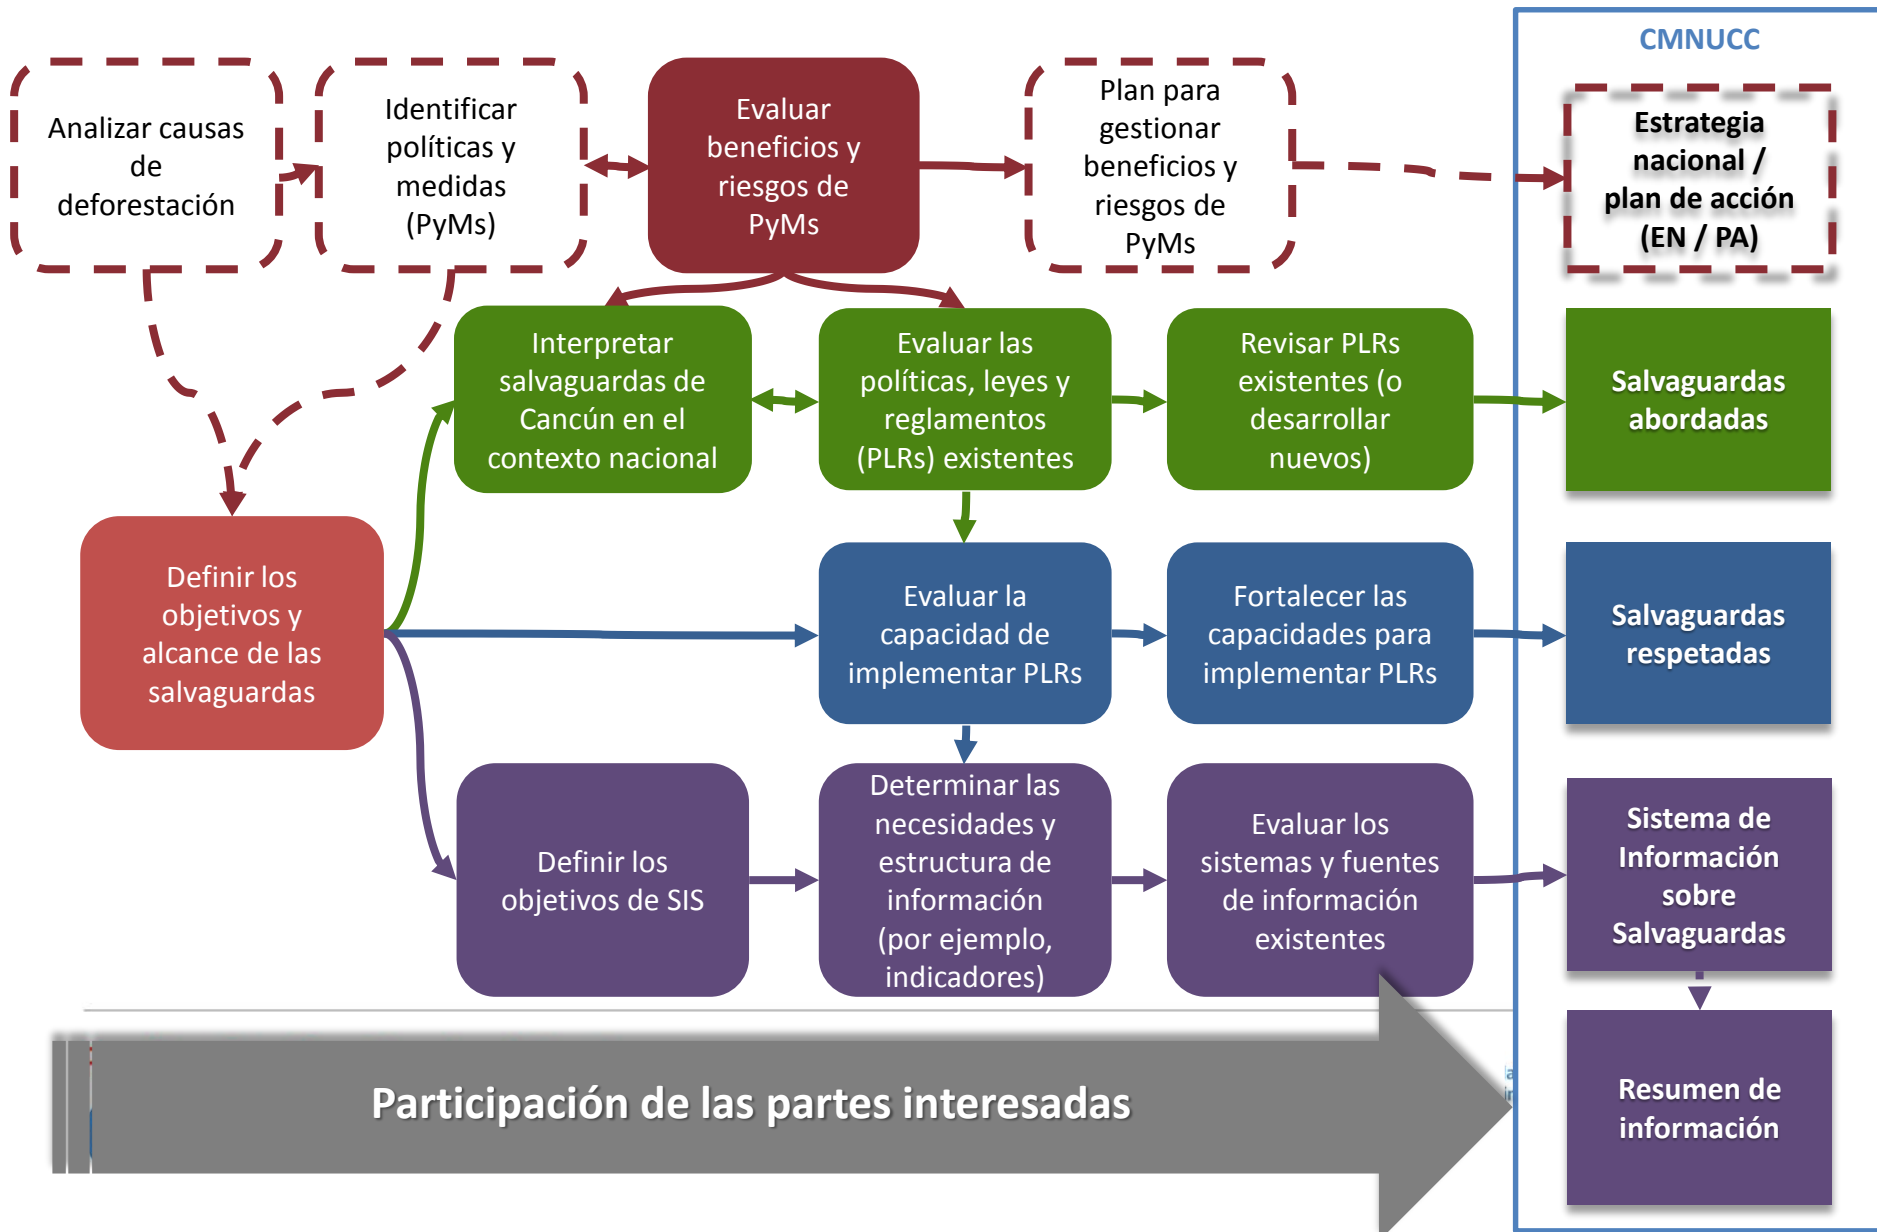 CMNUCC
Analizar causas
de
deforestación
Identificar
políticas y
medidas
(PyMs)
Evaluar
beneficios y
riesgos de
PyMs
Plan para
gestionar
beneficios y
riesgos de
PyMs
Estrategia
nacional /
plan de acción
(EN / PA)
Interpretar
salvaguardas de
Cancún en el
contexto nacional
Evaluar las
políticas, leyes y
reglamentos
(PLRs) existentes
Revisar PLRs
existentes (o
desarrollar
nuevos)
Salvaguardas
abordadas
Definir los
objetivos y
alcance de las
salvaguardas
Evaluar la
capacidad de
implementar PLRs
Fortalecer las
capacidades para
implementar PLRs
Salvaguardas
respetadas
Definir los
objetivos de SIS
Determinar las
necesidades y
estructura de
información
(por ejemplo,
indicadores)
Evaluar los
sistemas y fuentes
de información
existentes
Sistema de
Información
sobre
Salvaguardas
Participación de las partes interesadas
Resumen de
información